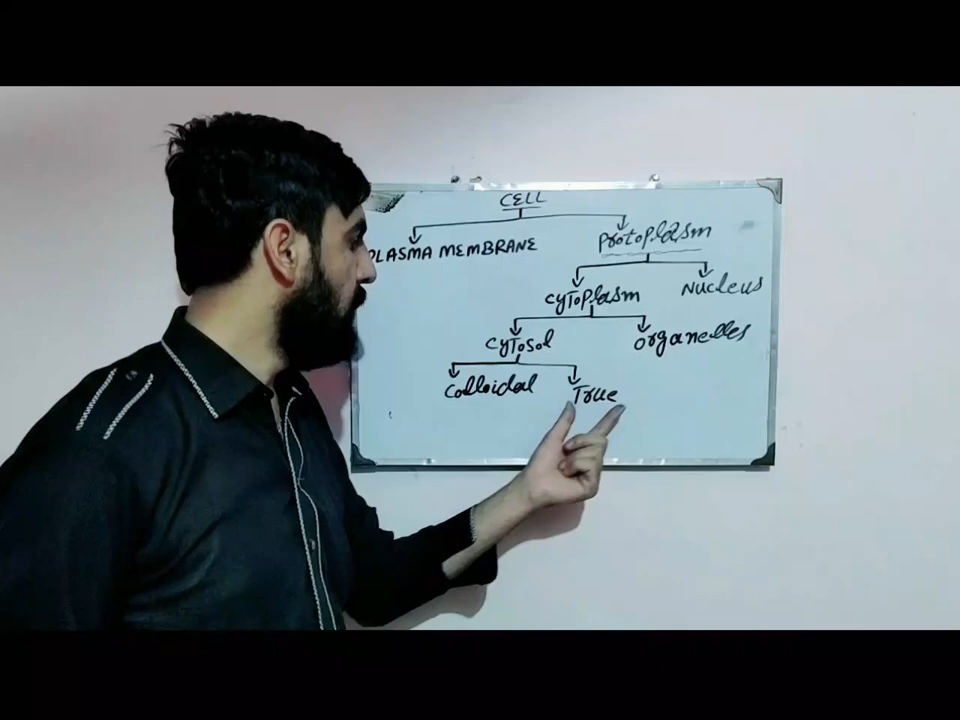 CELL
PLASMA MEMBRANE
Protoplasm
Cytoplasm
Nucleus
Cytosol
organelles
Colloidal
True